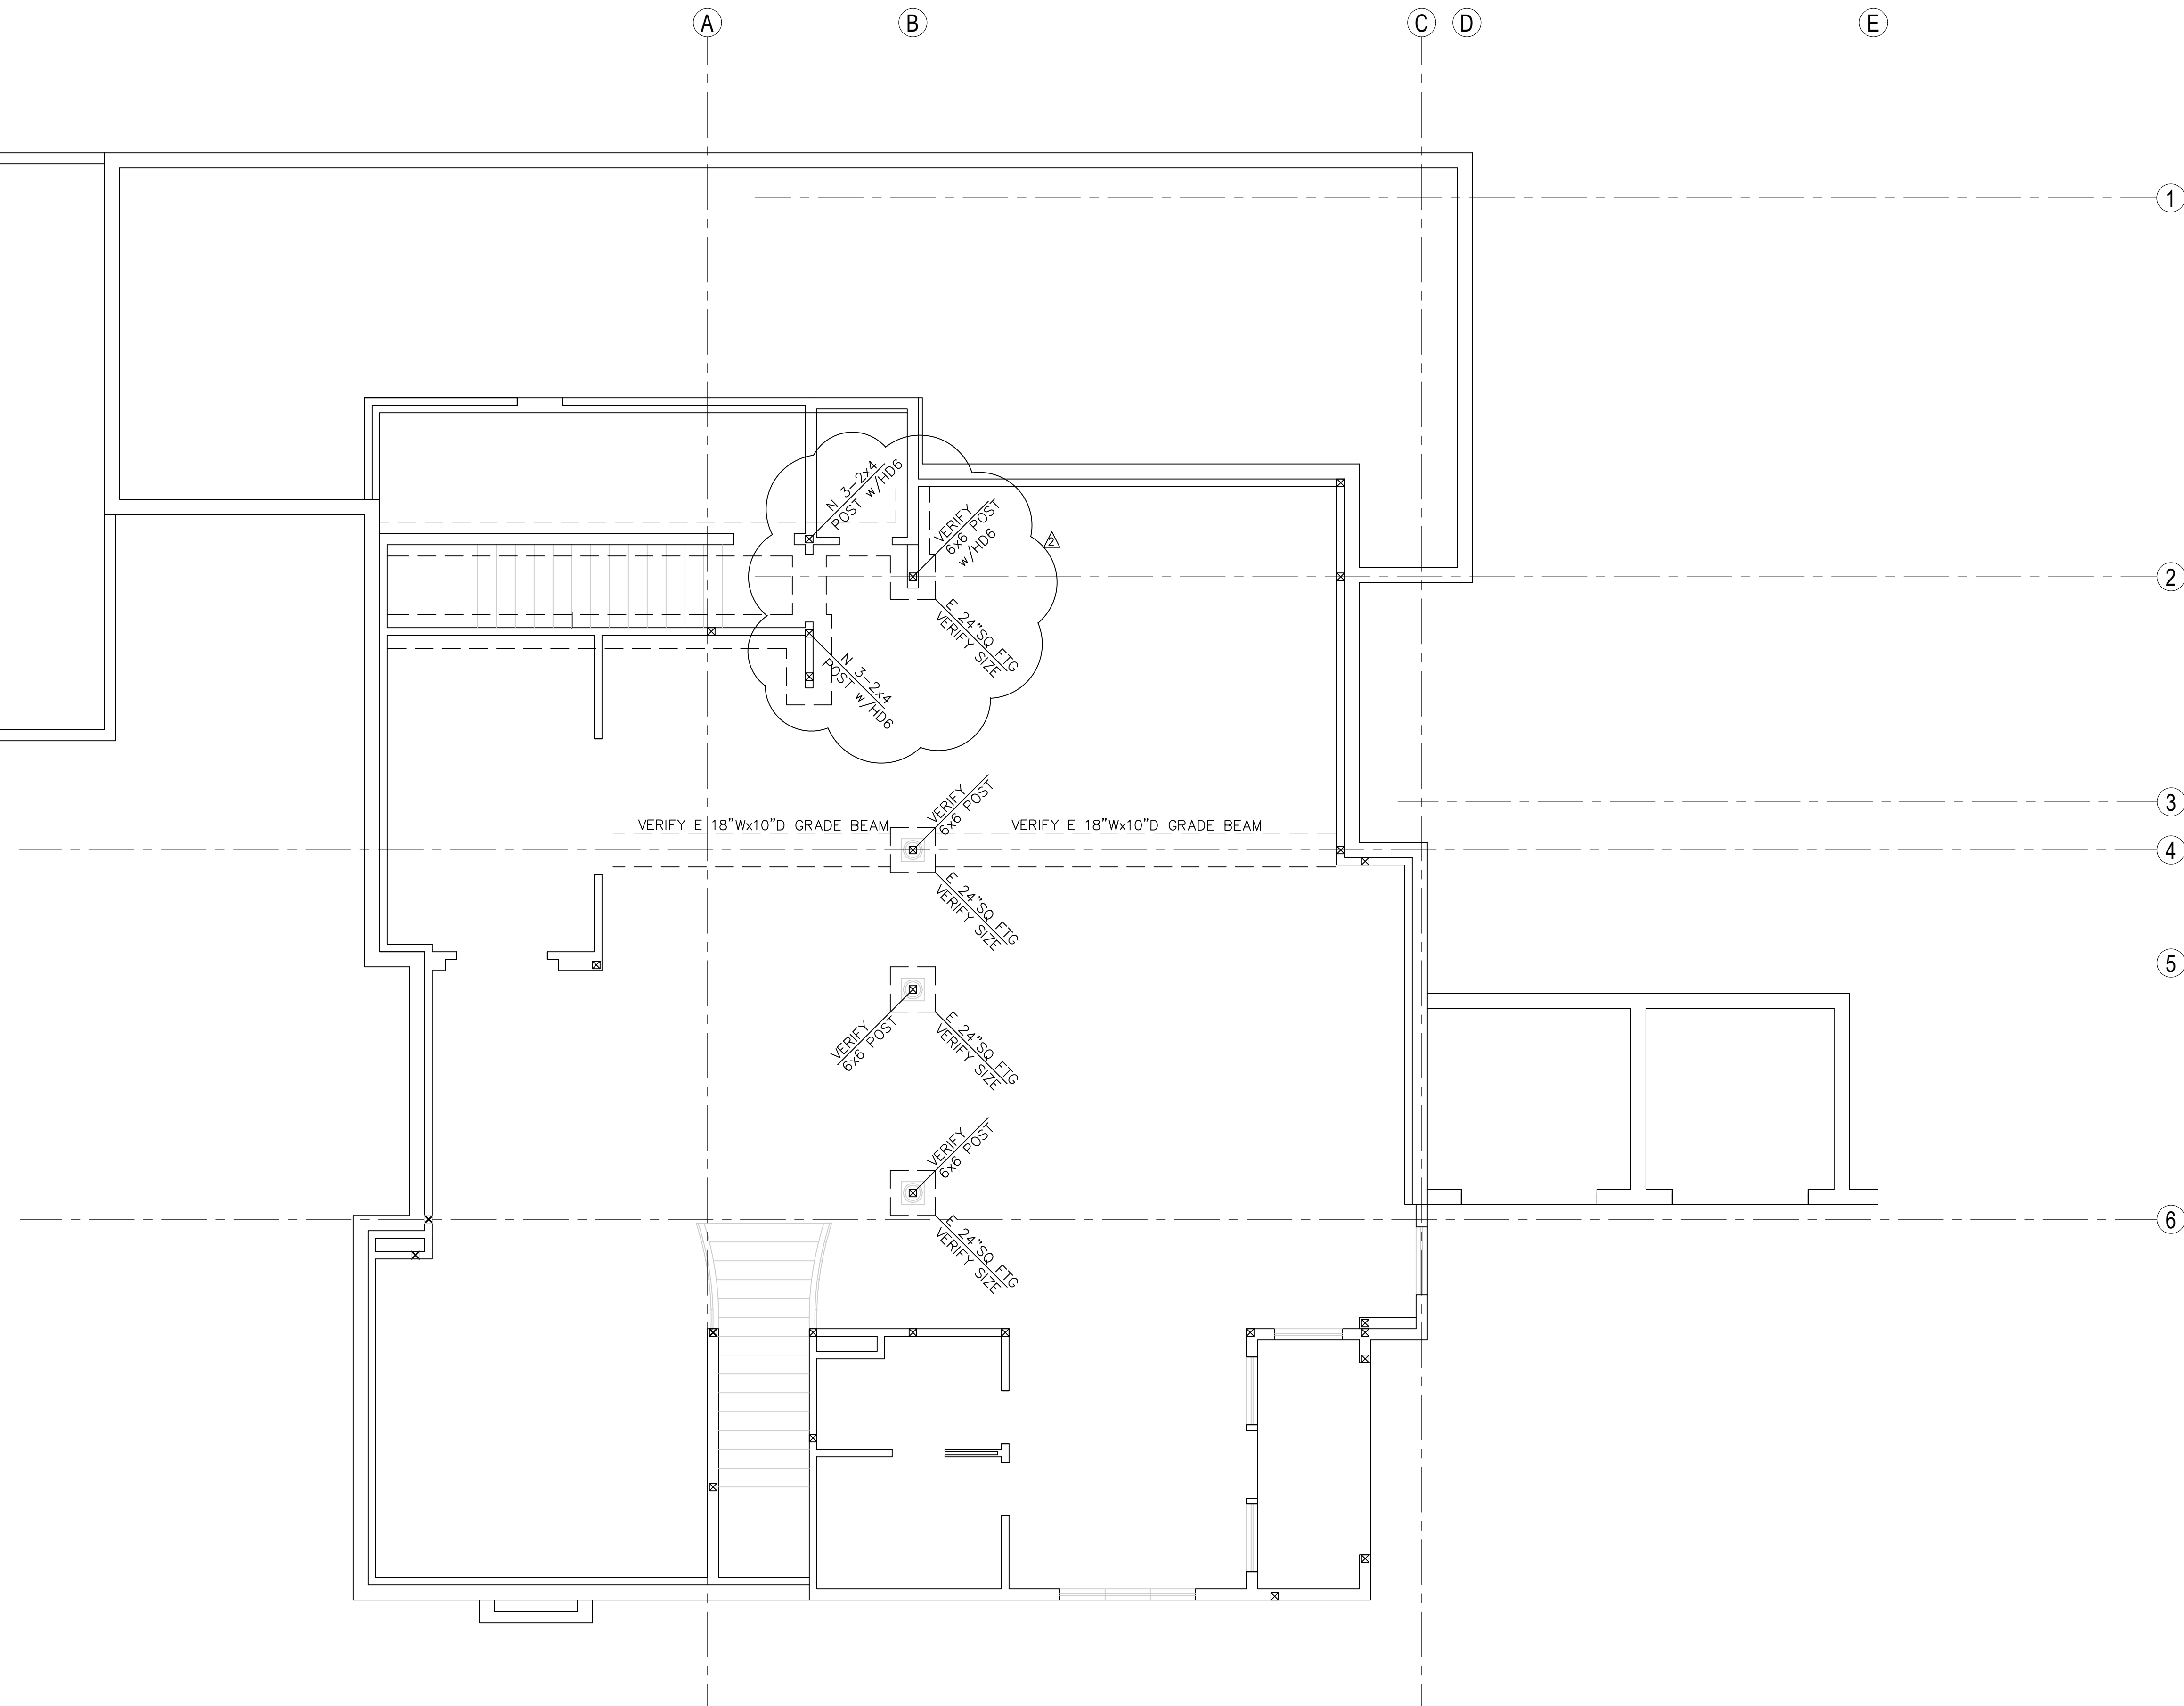 A
B
C
D
E
1
N 3-2x4
POST w/HD6
VERIFY
6x6 POST
w/HD6
2
2
E 24"SQ FTG
VERIFY SIZE
N 3-2x4
POST w/HD6
3
VERIFY
6x6 POST
VERIFY E 18"Wx10"D GRADE BEAM
VERIFY E 18"Wx10"D GRADE BEAM
4
E 24"SQ FTG
VERIFY SIZE
5
VERIFY
6x6 POST
E 24"SQ FTG
VERIFY SIZE
VERIFY
6x6 POST
6
E 24"SQ FTG
VERIFY SIZE